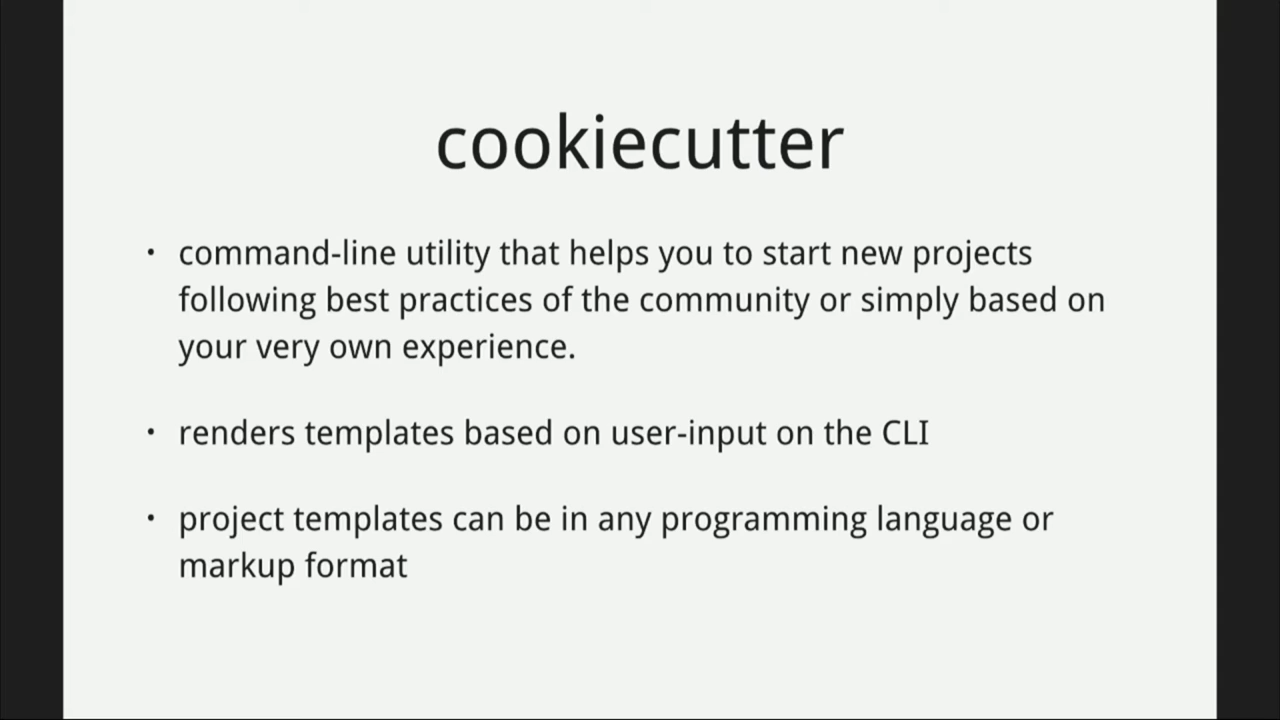 cookiecutter
• command-line utility that helps you to start new projects
following best practices of the community or simply based on
your very own experience.
• renders templates based on user-input on the CLI
• project templates can be in any programming language or
markup format